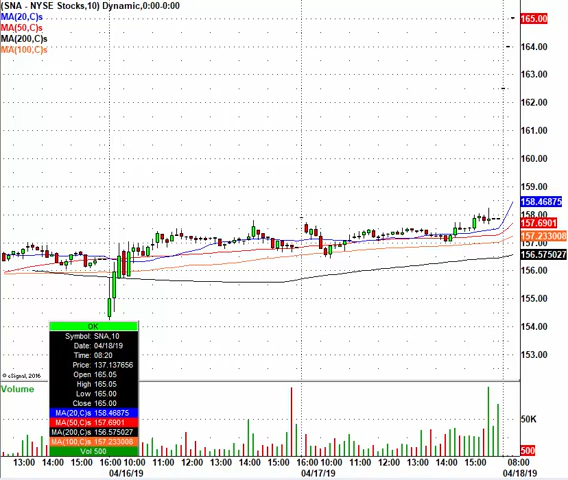 (SNA - NYSE Stocks,10) Dynamic,0:00-0:00
MA(20,C)s
MA(50,C)s
MA(200,C)s
MA(100,C)s
165.00
164.00
163.00
162.00
161.00
160.00
159.00
158.46875
158.00
157.6901
157.233008
157.00
156.575027
156.00
155.00
154.00
153.00
OK
Symbol: SNA,10
Date: 04/18/19
Time: 08:20
Price: 137.137656
Open 165.05
High 165.05
Low 165.00
Close 165.00
MA(20,C)s 158.46875
MA(50,C)s 157.6901
MA(200,C)s 156.575027
MA(100,C)s 157.233008
Vol 500
© eSignal, 2016
Volume
50K
500
13:00 14:00 15:00 16:00 10:00 11:00 12:00 13:00 14:00 15:00 16:00 10:00 11:00 12:00 13:00 14:00 15:00 08:00
04/16/19 04/17/19 04/18/19